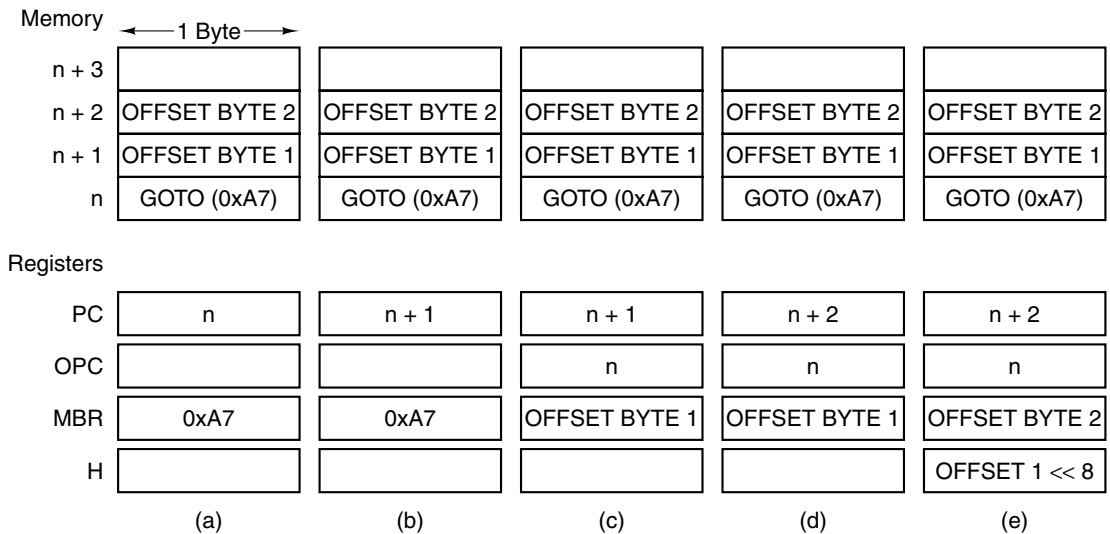 Memory
1 Byte
n + 3
n + 2 OFFSET BYTE 2 OFFSET BYTE 2 OFFSET BYTE 2 OFFSET BYTE 2 OFFSET BYTE 2
n + 1 OFFSET BYTE 1 OFFSET BYTE 1 OFFSET BYTE 1 OFFSET BYTE 1 OFFSET BYTE 1
n GOTO (0xA7) GOTO (0xA7) GOTO (0xA7) GOTO (0xA7) GOTO (0xA7)
Registers
PC n n + 1 n + 1 n + 2 n + 2
OPC n n n
MBR 0xA7 0xA7 OFFSET BYTE 1 OFFSET BYTE 1 OFFSET BYTE 2
H OFFSET 1 << 8
(a) (b) (c) (d) (e)